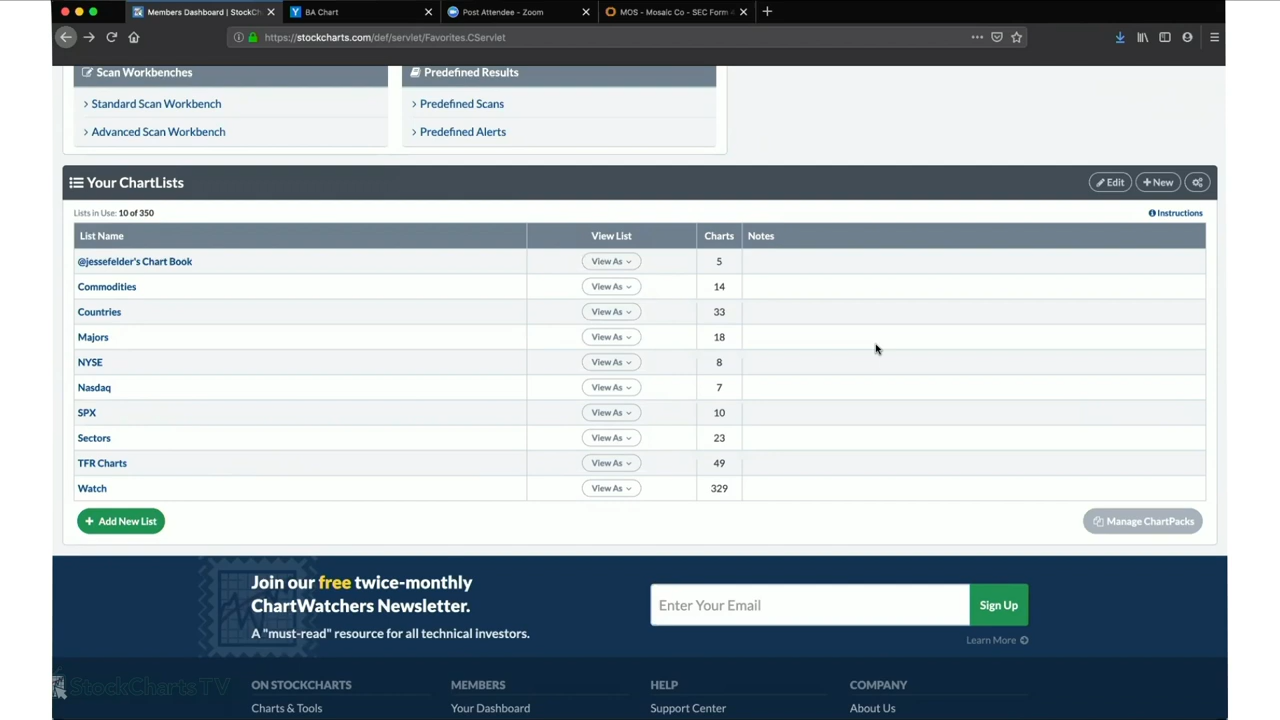 Members Dashboard | StockCh
BA Chart
Post Attendee - Zoom
MOS - Mosaic Co - SEC Form
https://stockcharts.com/def/servlet/Favorites.CServlet
Scan Workbenches
Predefined Results
Standard Scan Workbench
Predefined Scans
Advanced Scan Workbench
Predefined Alerts
Your ChartLists
Edit
+ New
Lists in Use: 10 of 350
Instructions
List Name View List Charts Notes
@jessefelder's Chart Book View As 5
Commodities View As 14
Countries View As 33
Majors View As 18
NYSE View As 8
Nasdaq View As 7
SPX View As 10
Sectors View As 23
TFR Charts View As 49
Watch View As 329
+ Add New List
Manage ChartPacks
Join our free twice-monthly
ChartWatchers Newsletter.
A "must-read" resource for all technical investors.
Enter Your Email
Sign Up
Learn More
StockCharts TV
ON STOCKCHARTS MEMBERS HELP COMPANY
Charts & Tools Your Dashboard Support Center About Us